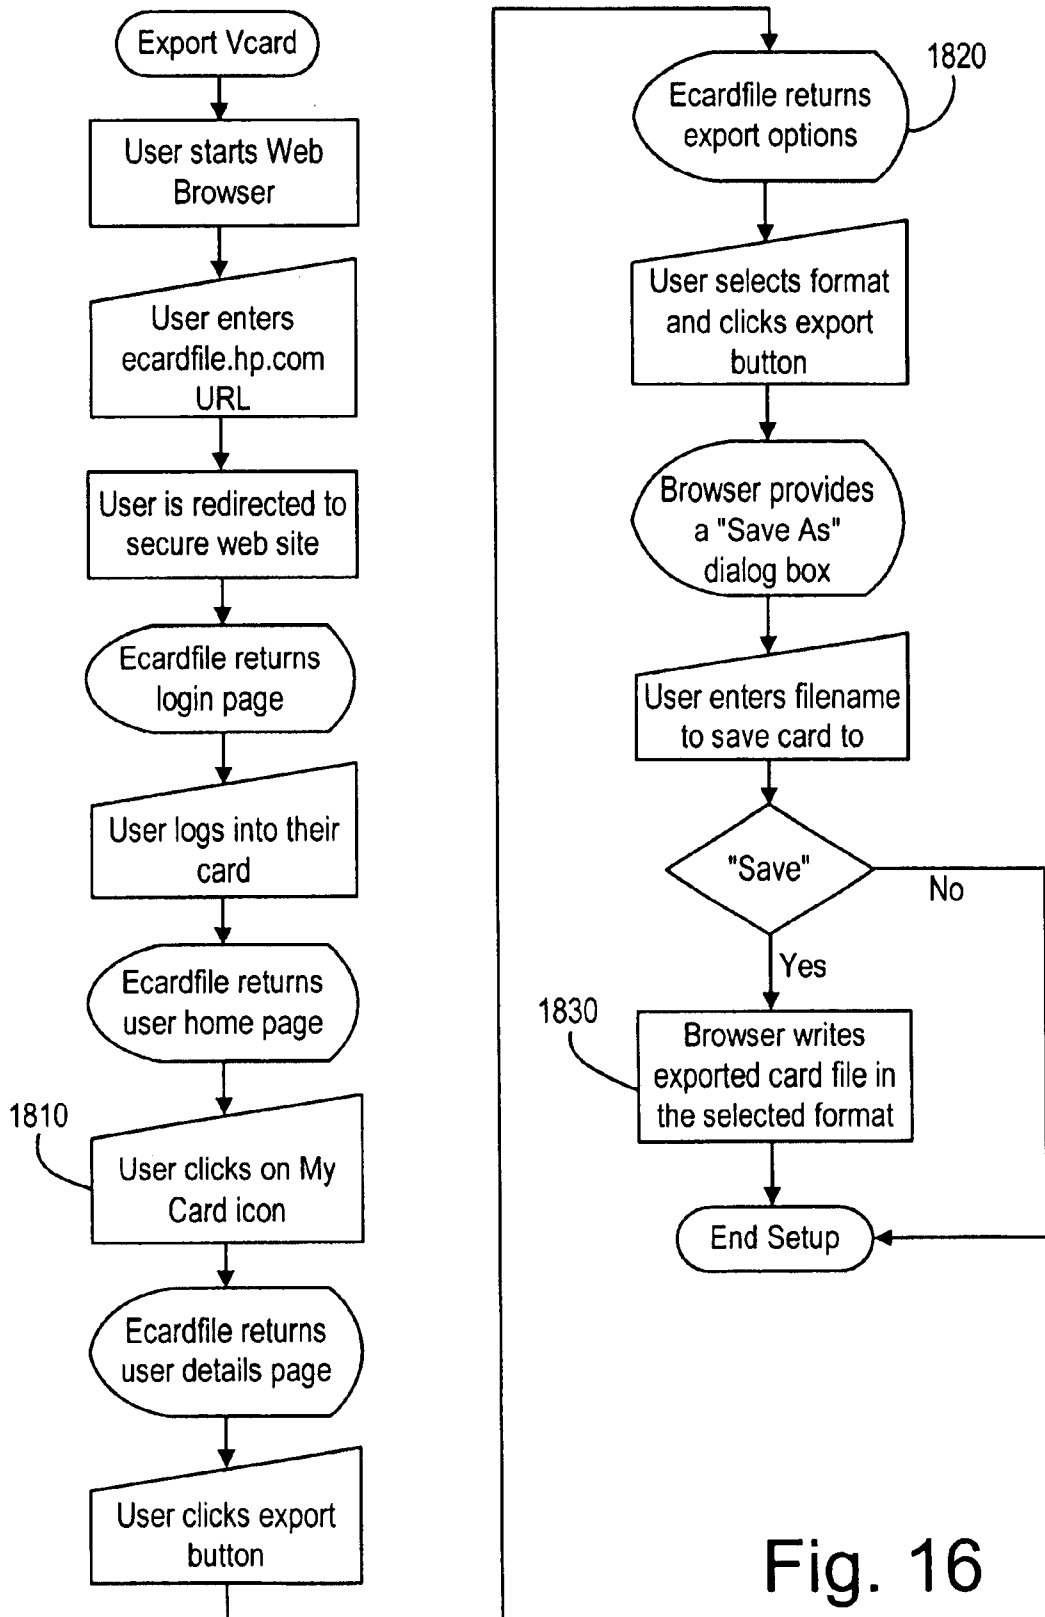 Export Vcard
User starts Web
Browser
User enters
ecardfile.hp.com
URL
User is redirected to
secure web site
Ecardfile returns
login page
User logs into their
card
Ecardfile returns
user home page
1810
User clicks on My
Card icon
Ecardfile returns
user details page
User clicks export
button
1820
Ecardfile returns
export options
User selects format
and clicks export
button
Browser provides
a "Save As"
dialog box
User enters filename
to save card to
"Save"
No
Yes
1830
Browser writes
exported card file in
the selected format
End Setup
Fig. 16